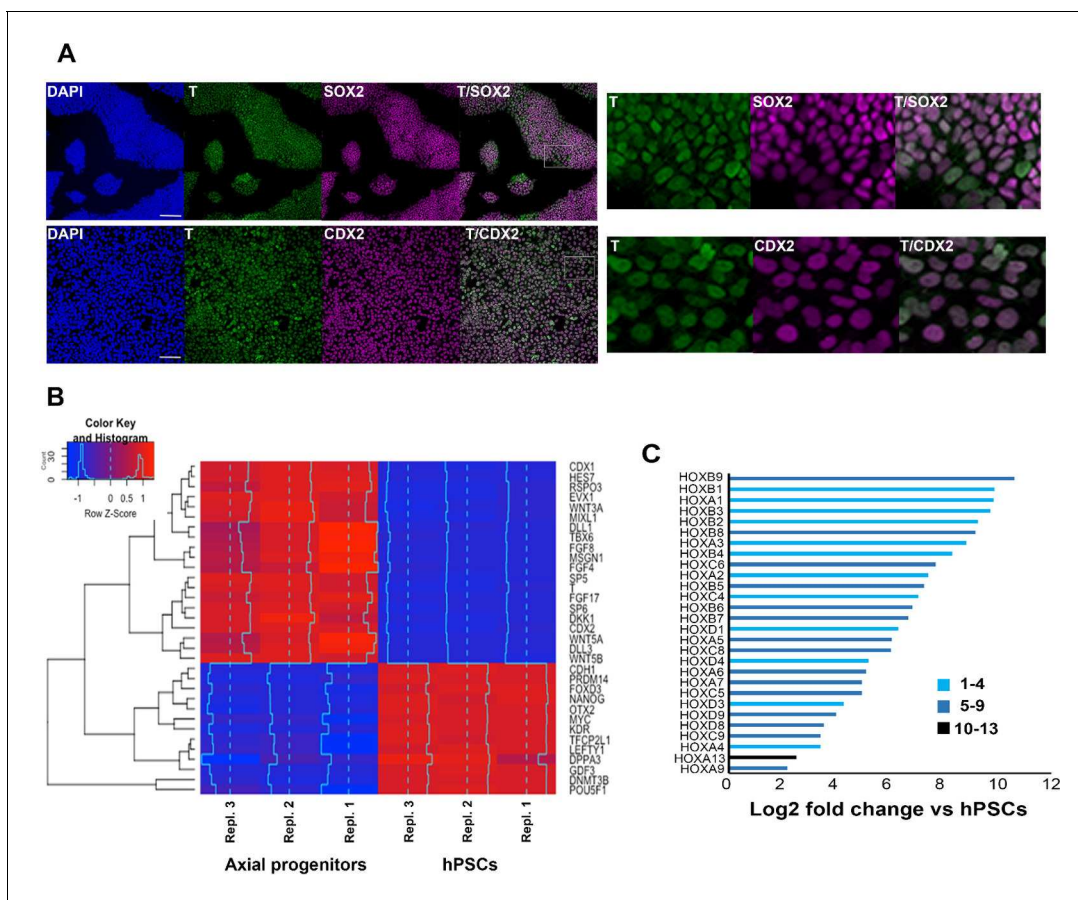 A
DAPI T SOX2 T/SOX2
T SOX2 T/SOX2
DAPI T CDX2 T/CDX2
T CDX2 T/CDX2
B
Color Key
and Histogram
Count
0 30
-1 0 0.5 1
Row Z-Score
CDX1
HES7
RSPO3
EVX1
WNT3A
MIXL1
DLL1
TBX6
FGF8
MSGN1
FGF4
SP5
T
FGF17
SP6
DKK1
CDX2
WNT5A
DLL3
WNT5B
CDH1
PRDM14
FOXD3
NANOG
OTX2
MYC
KDR
TFCP2L1
LEFTY1
DPPA3
GDF3
DNMT3B
POU5F1
Repl. 3 Repl. 2 Repl. 1 Repl. 3 Repl. 2 Repl. 1
Axial progenitors hPSCs
C
HOXB9
HOXB1
HOXA1
HOXB3
HOXB2
HOXB8
HOXA3
HOXB4
HOXC6
HOXA2
HOXB5
HOXC4
HOXB6
HOXB7
HOXD1
HOXA5
HOXC8
HOXD4
HOXA6
HOXA7
HOXC5
HOXD3
HOXD9
HOXD8
HOXC9
HOXA4
HOXA13
HOXA9
1-4
5-9
10-13
0 2 4 6 8 10 12
Log2 fold change vs hPSCs